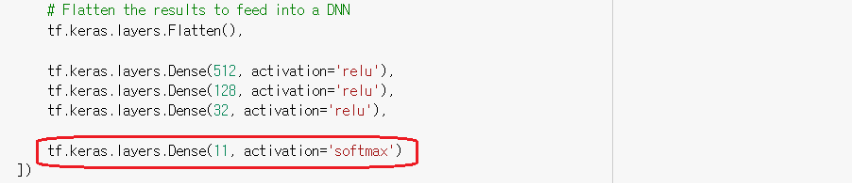 # Flatten the results to feed into a DNN
tf.keras.layers.Flatten(),
tf.keras.layers.Dense(512, activation='relu'),
tf.keras.layers.Dense(128, activation='relu'),
tf.keras.layers.Dense(32, activation='relu'),
tf.keras.layers.Dense(11, activation='softmax')
])